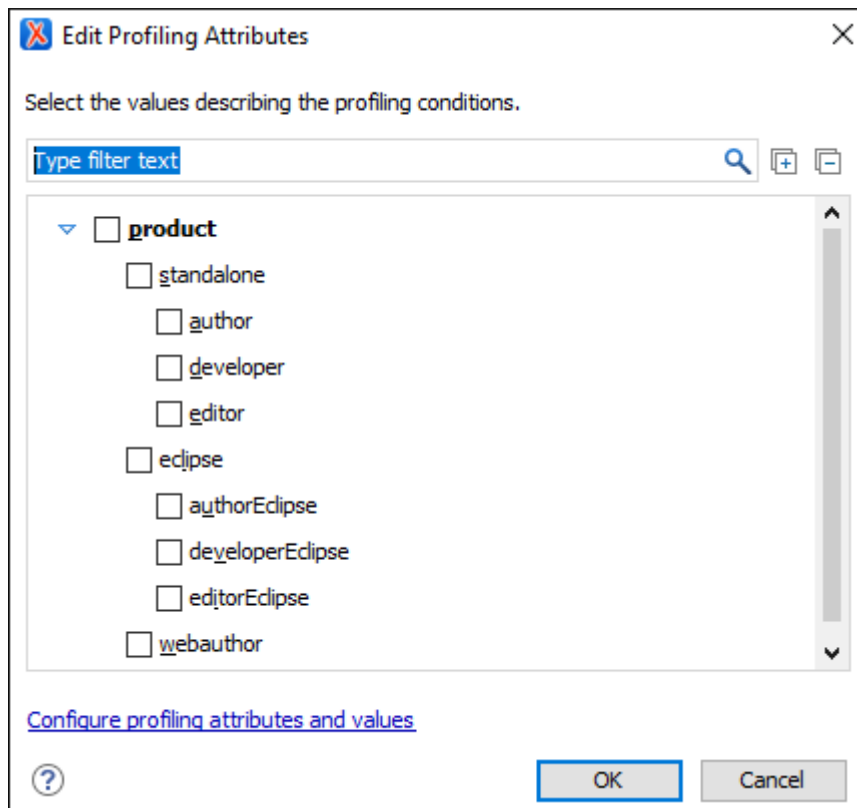 Edit Profiling Attributes
Select the values describing the profiling conditions.
Type filter text
product
standalone
author
developer
editor
eclipse
authorEclipse
developerEclipse
editorEclipse
webauthor
Configure profiling attributes and values
OK Cancel